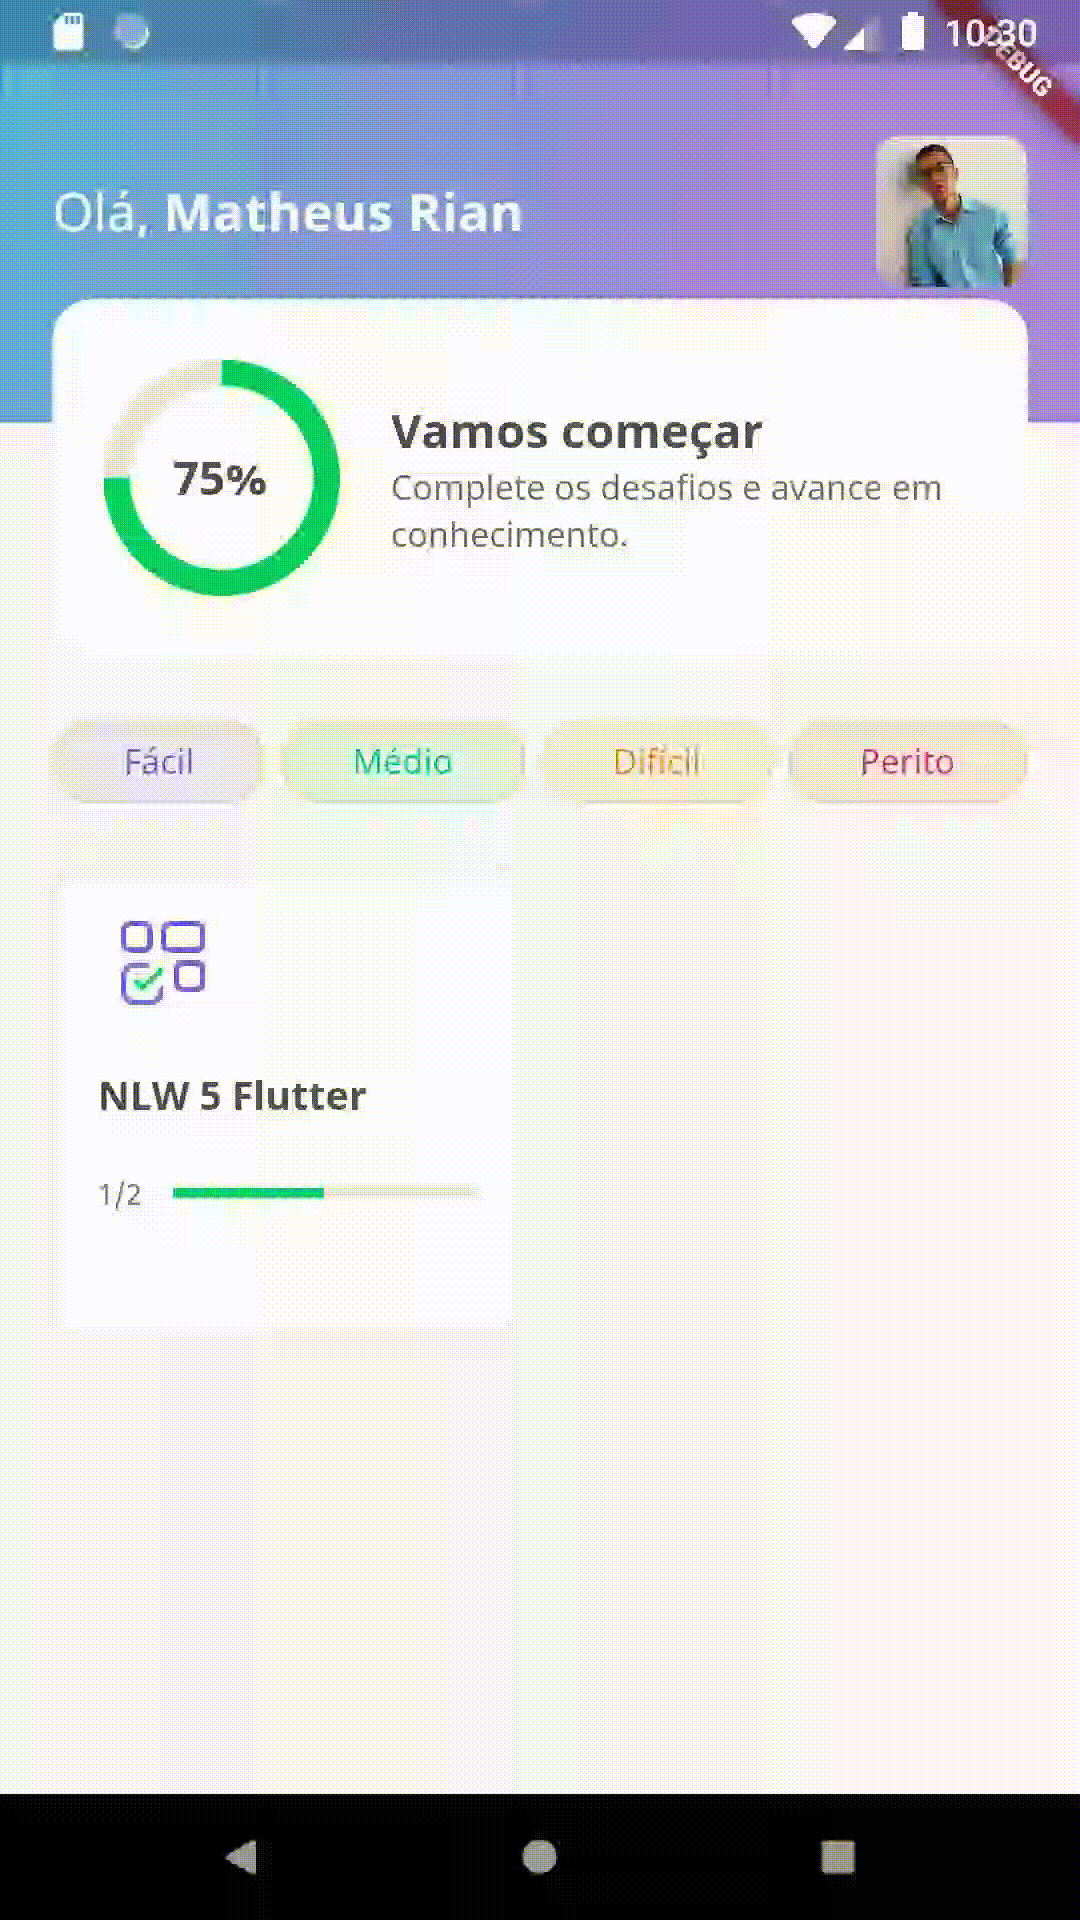 10:30
DEBUG
Olá, Matheus Rian
75%
Vamos começar
Complete os desafios e avance em
conhecimento.
Fácil
Médio
Difícil
Perito
NLW 5 Flutter
1/2